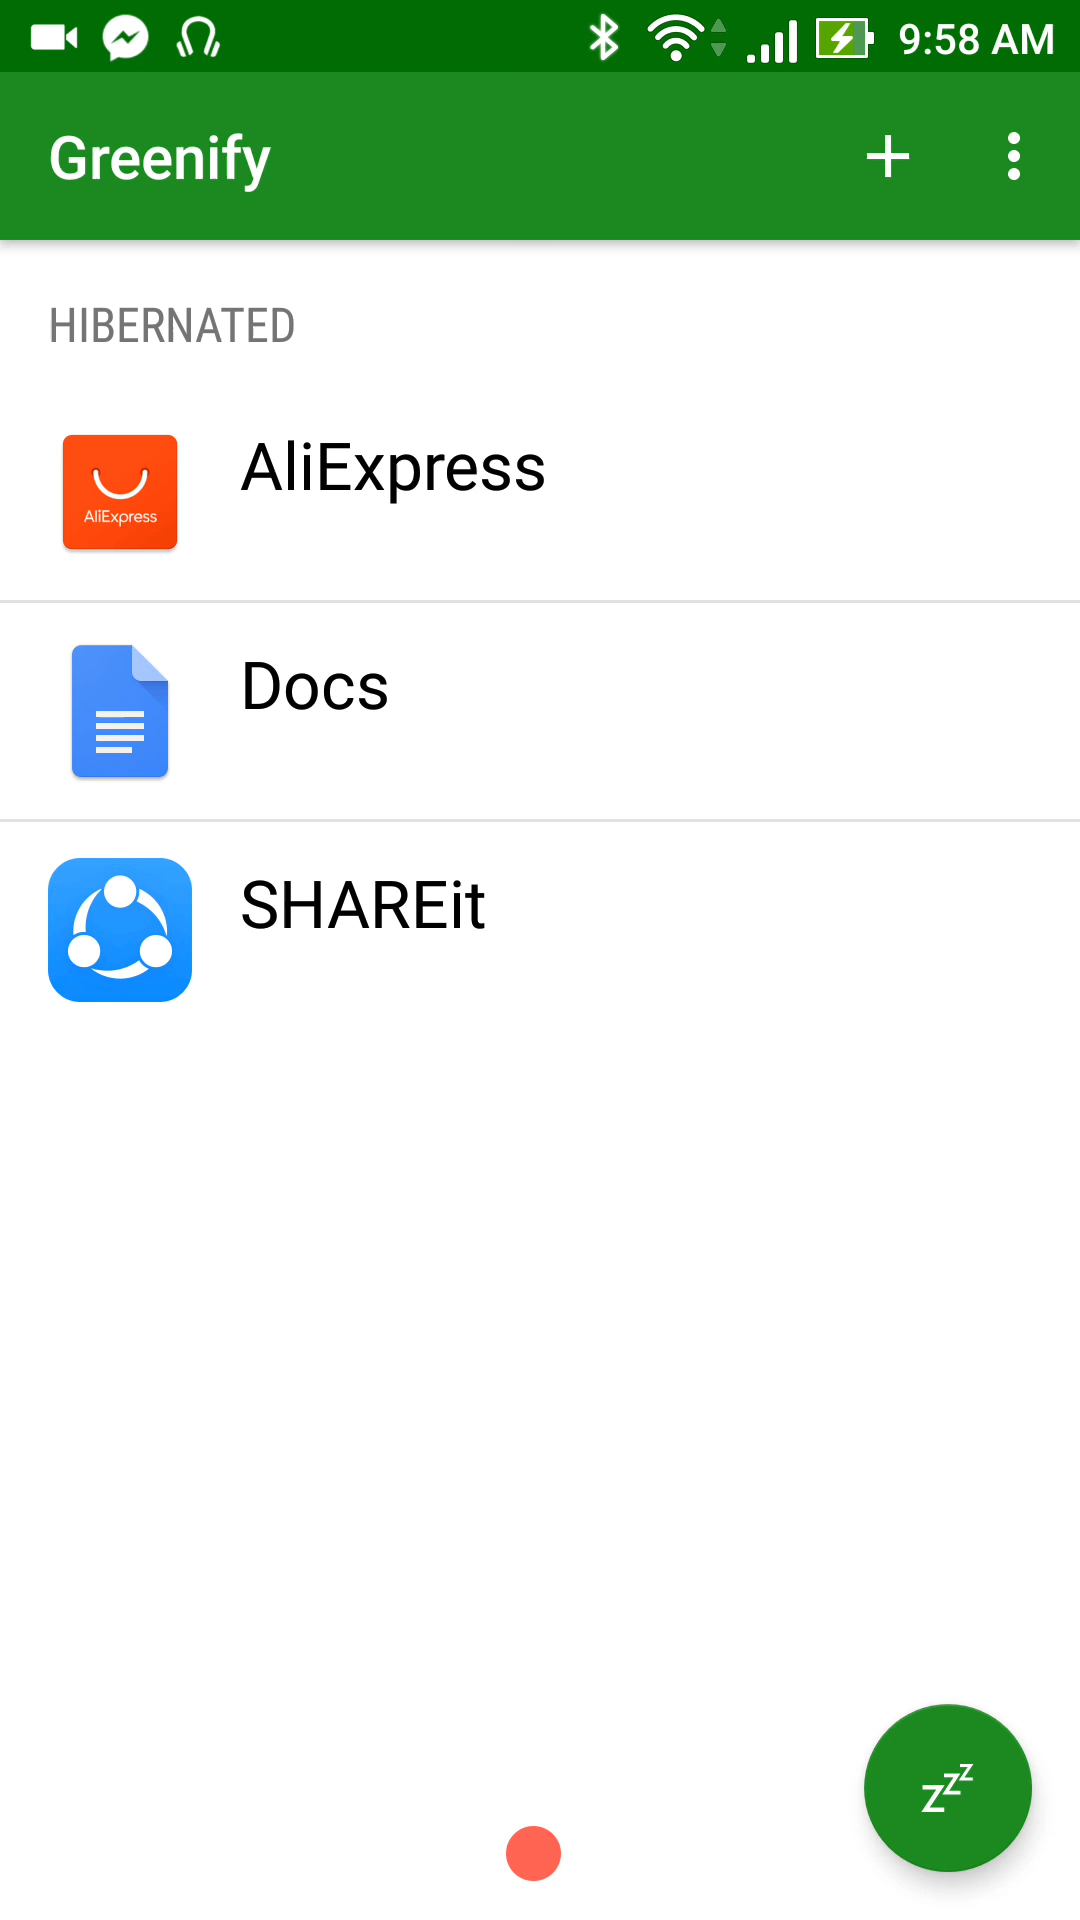 9:58 AM
Greenify
HIBERNATED
AliExpress
AliExpress
Docs
SHAREit
zzz